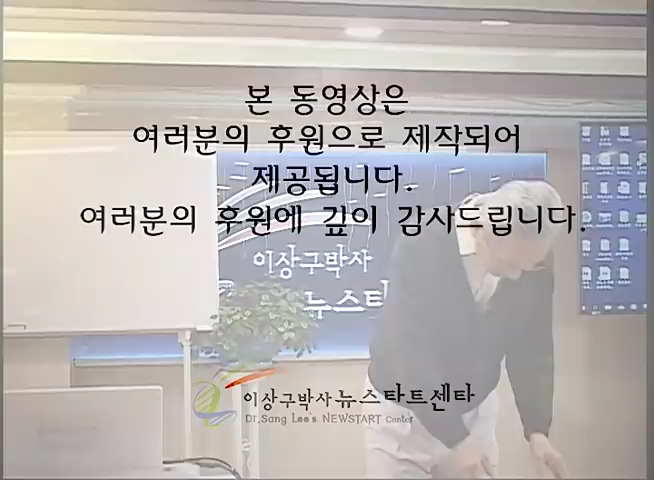 본 동영상은
여러분의 후원으로 제작되어
제공됩니다.
여러분의 후원에 깊이 감사드립니다.
이상구박사
뉴스타
이상구박사 뉴스타트센타
Dr.Sang Lee's NEWSTART Center